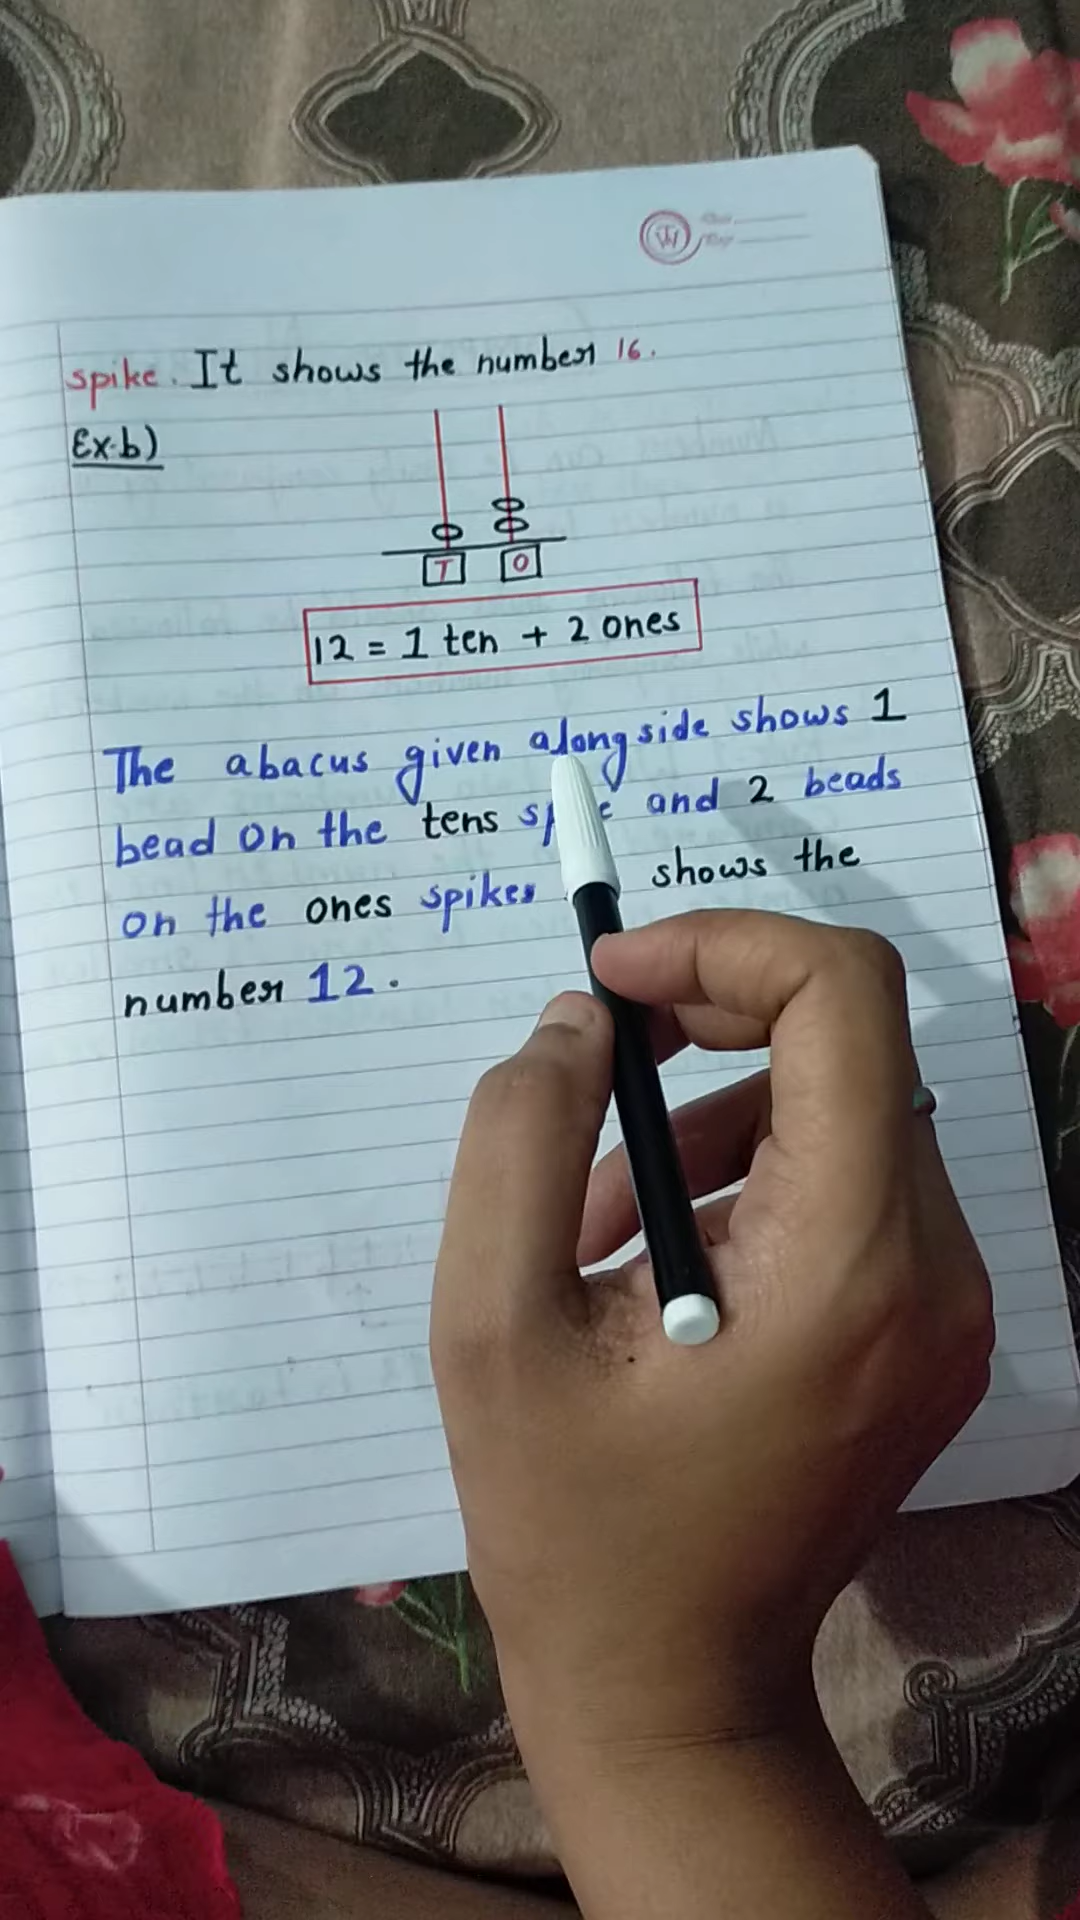 spike. It shows the number 16.
Ex.b)
T O
12 = 1 ten + 2 ones
The abacus given alongside shows 1
bead on the tens and 2 beads
on the ones spikes shows the
number 12.